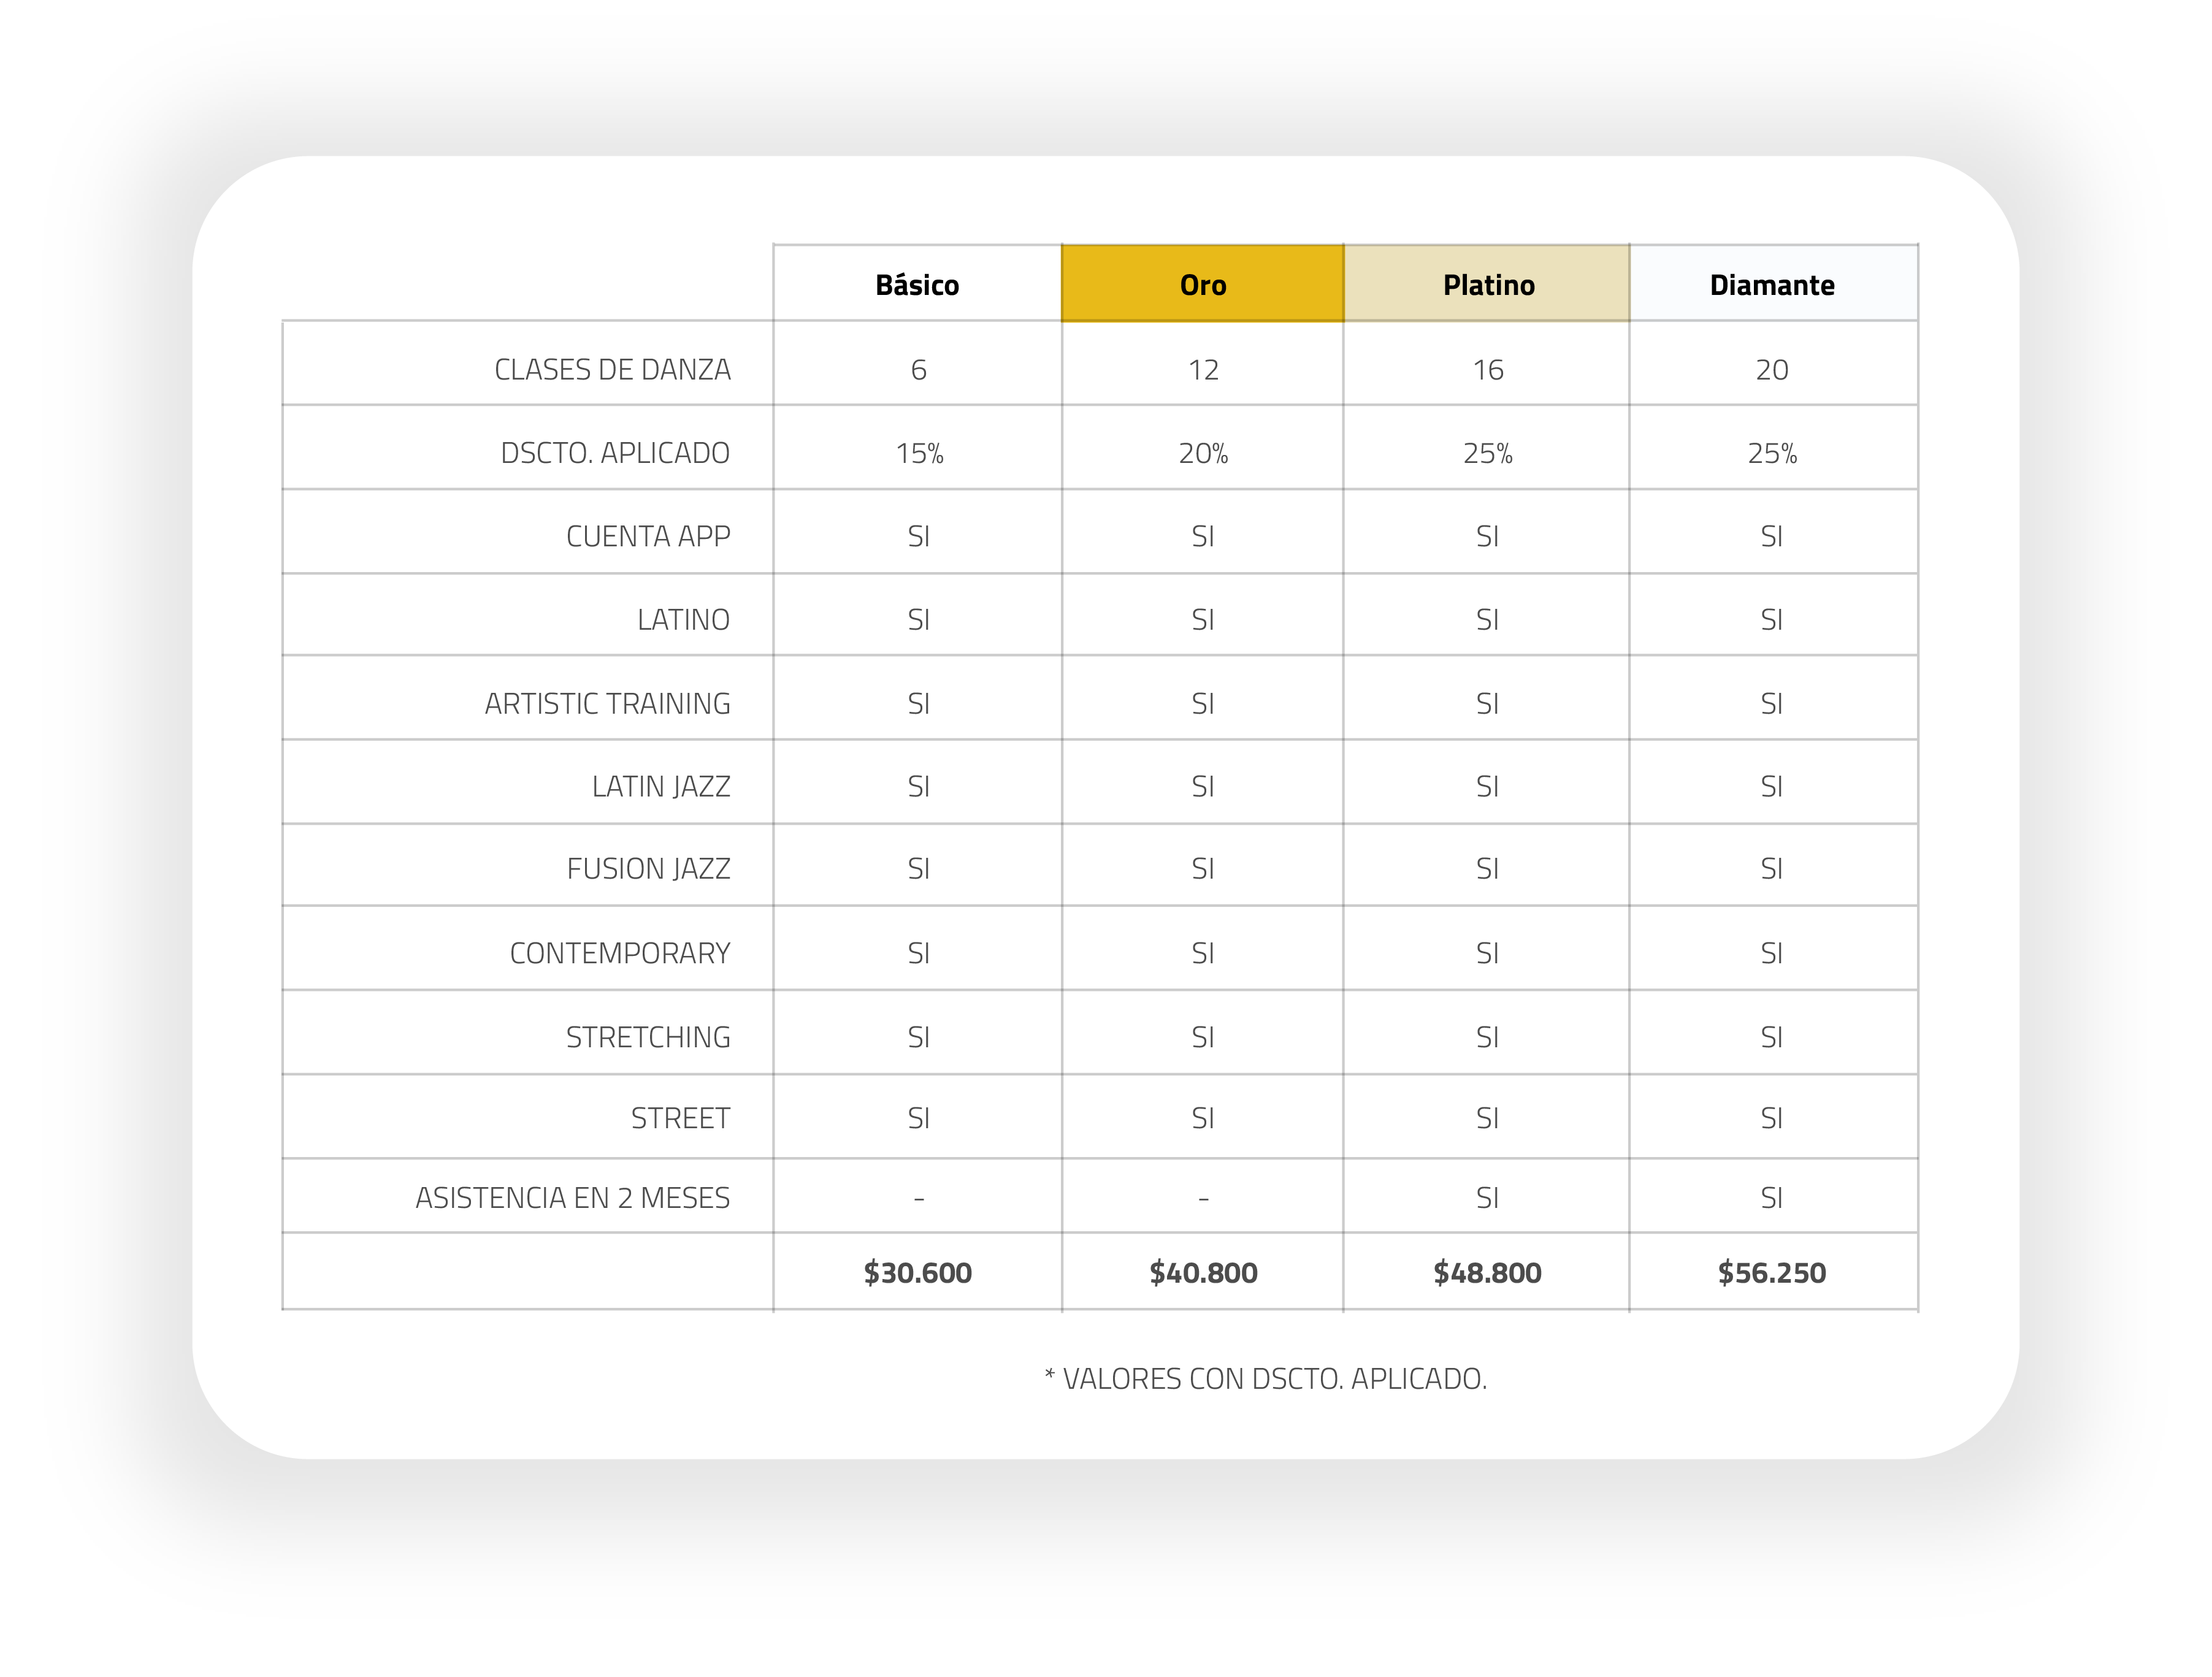 Básico Oro Platino Diamante
CLASES DE DANZA 6 12 16 20
DSCTO. APLICADO 15% 20% 25% 25%
CUENTA APP SI SI SI SI
LATINO SI SI SI SI
ARTISTIC TRAINING SI SI SI SI
LATIN JAZZ SI SI SI SI
FUSION JAZZ SI SI SI SI
CONTEMPORARY SI SI SI SI
STRETCHING SI SI SI SI
STREET SI SI SI SI
ASISTENCIA EN 2 MESES - - SI SI
$30.600 $40.800 $48.800 $56.250
* VALORES CON DSCTO. APLICADO.